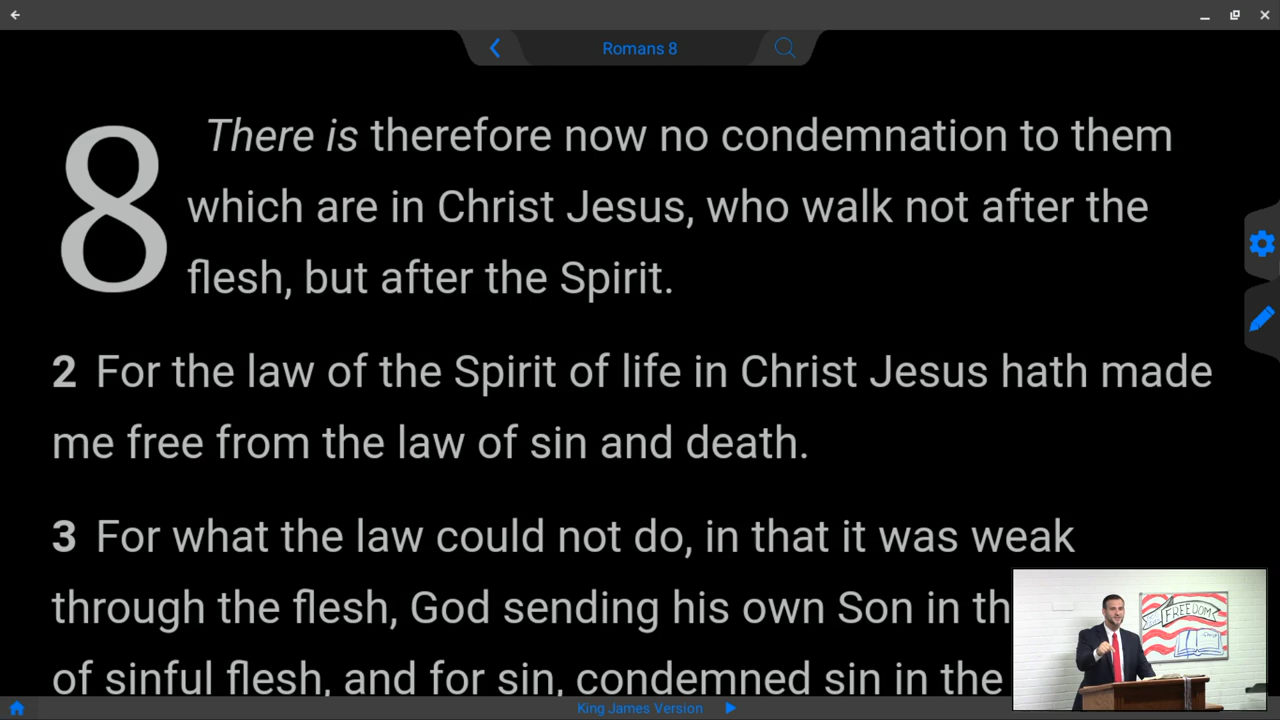 Romans 8
8 There is therefore now no condemnation to them
which are in Christ Jesus, who walk not after the
flesh, but after the Spirit.
2 For the law of the Spirit of life in Christ Jesus hath made
me free from the law of sin and death.
3 For what the law could not do, in that it was weak
through the flesh, God sending his own Son in th
of sinful flesh, and for sin, condemned sin in the
FREEDOM
King James Version